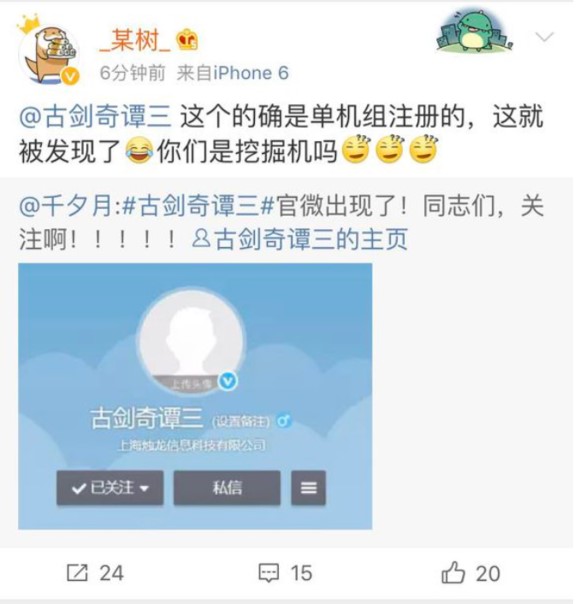 _某树_
6分钟前 来自iPhone 6
@古剑奇谭三 这个的确是单机组注册的，这就
被发现了😂你们是挖掘机吗
@千夕月:#古剑奇谭三#官微出现了！同志们，关
注啊！！！！！古剑奇谭三的主页
上传头像
古剑奇谭三 (设置备注)
上海烛龙信息科技有限公司
已关注
私信
24
15
20